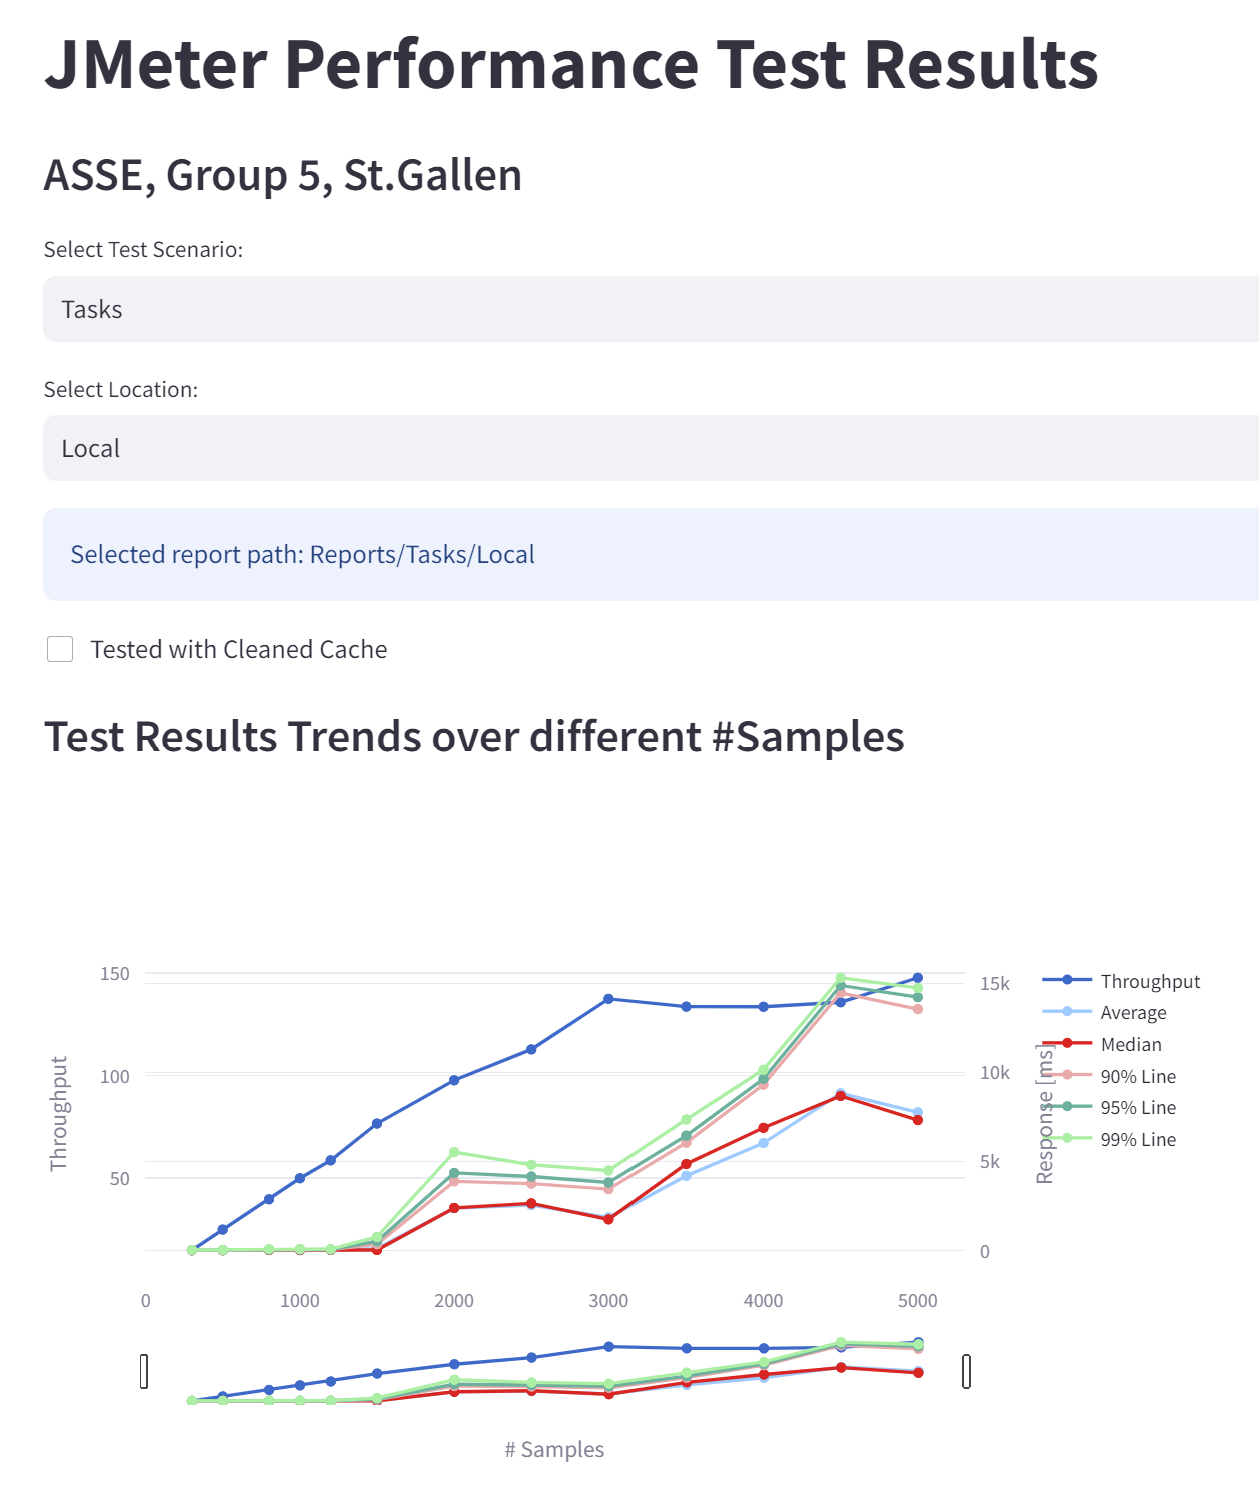 JMeter Performance Test Results
ASSE, Group 5, St.Gallen
Select Test Scenario:
Tasks
Select Location:
Local
Selected report path: Reports/Tasks/Local
Tested with Cleaned Cache
Test Results Trends over different #Samples
150
100
50
Throughput
15k
10k
5k
0
Response [ms]
Throughput
Average
Median
90% Line
95% Line
99% Line
0 1000 2000 3000 4000 5000
# Samples